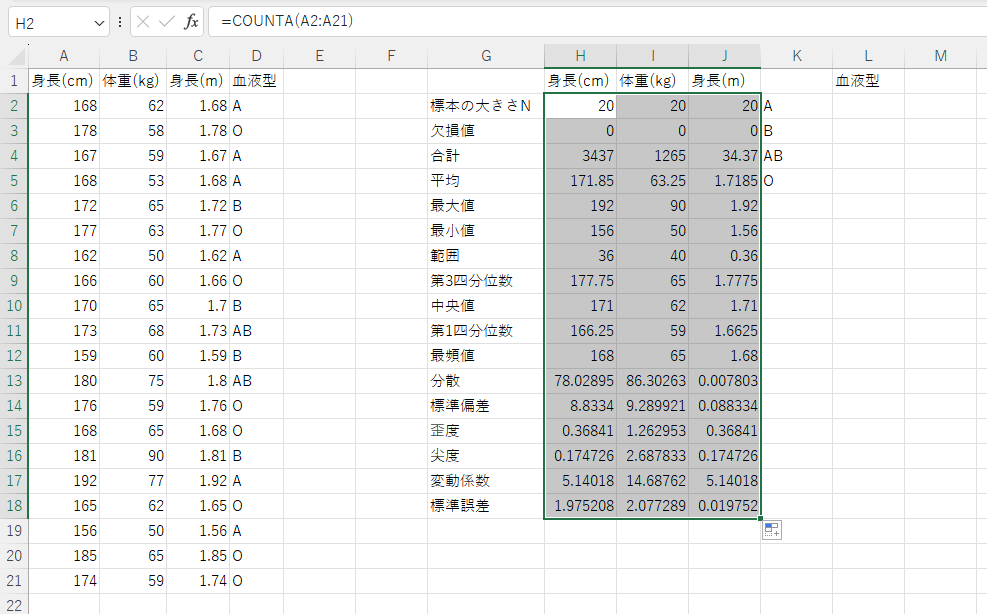 H2 fx =COUNTA(A2:A21)
A B C D E F G H I J K L M
1 身長(cm) 体重(kg) 身長(m) 血液型 身長(cm) 体重(kg) 身長(m) 血液型
2 168 62 1.68 A 標本の大きさN 20 20 20 A
3 178 58 1.78 O 欠損値 0 0 0 B
4 167 59 1.67 A 合計 3437 1265 34.37 AB
5 168 53 1.68 A 平均 171.85 63.25 1.7185 O
6 172 65 1.72 B 最大値 192 90 1.92
7 177 63 1.77 O 最小値 156 50 1.56
8 162 50 1.62 A 範囲 36 40 0.36
9 166 60 1.66 O 第3四分位数 177.75 65 1.7775
10 170 65 1.7 B 中央値 171 62 1.71
11 173 68 1.73 AB 第1四分位数 166.25 59 1.6625
12 159 60 1.59 B 最頻値 168 65 1.68
13 180 75 1.8 AB 分散 78.02895 86.30263 0.007803
14 176 59 1.76 O 標準偏差 8.8334 9.289921 0.088334
15 168 65 1.68 O 歪度 0.36841 1.262953 0.36841
16 181 90 1.81 B 尖度 0.174726 2.687833 0.174726
17 192 77 1.92 A 変動係数 5.14018 14.68762 5.14018
18 165 62 1.65 O 標準誤差 1.975208 2.077289 0.019752
19 156 50 1.56 A
20 185 65 1.85 O
21 174 59 1.74 O
22